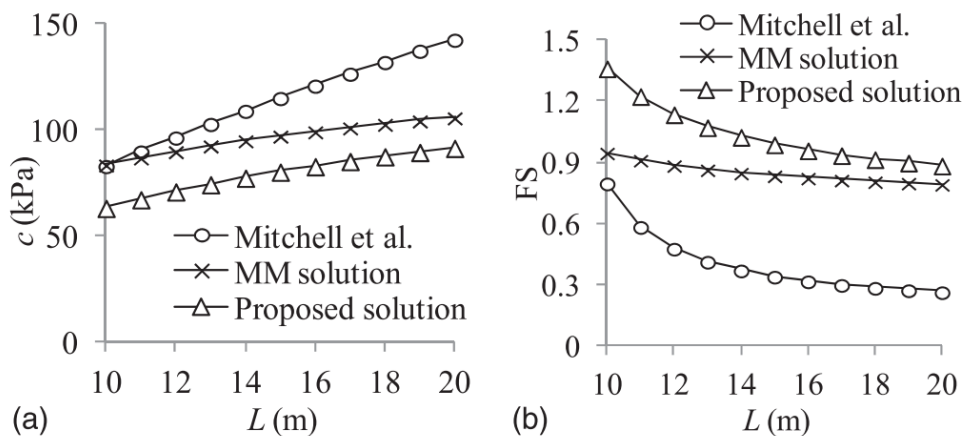 150
100
50
0
c (kPa)
Mitchell et al.
MM solution
Proposed solution
10 12 14 16 18 20
(a)
L (m)
1.5
1.2
0.9
0.6
0.3
0
FS
Mitchell et al.
MM solution
Proposed solution
10 12 14 16 18 20
(b)
L (m)